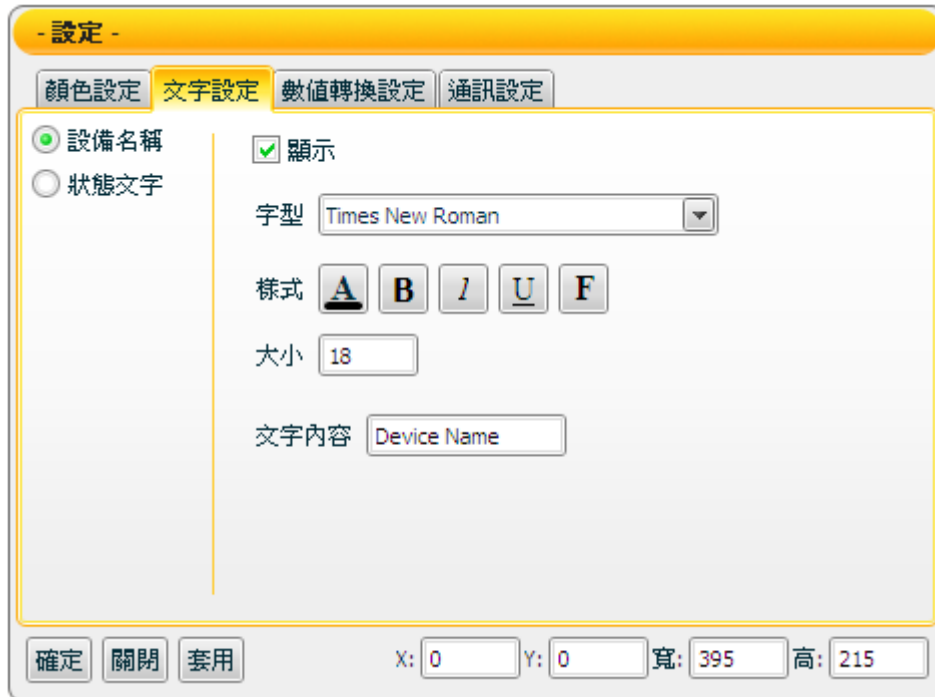 - 設定 -
顏色設定 文字設定 數值轉換設定 通訊設定
設備名稱
狀態文字
顯示
字型 Times New Roman
樣式 A B I U F
大小 18
文字內容 Device Name
確定 關閉 套用 X: 0 Y: 0 寬: 395 高: 215